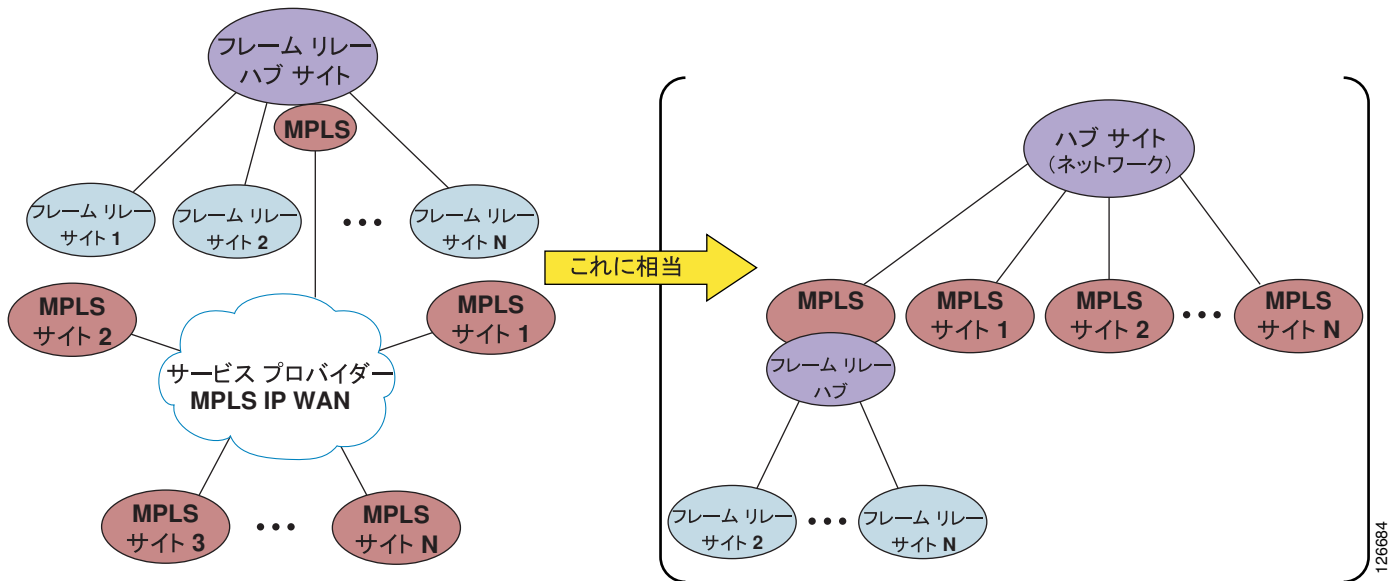 フレーム リレー
ハブ サイト
MPLS
フレーム リレー
サイト 1
フレーム リレー
サイト 2
•••
フレーム リレー
サイト N
MPLS
サイト 2
MPLS
サイト 1
サービス プロバイダー
MPLS IP WAN
MPLS
サイト 3
•••
MPLS
サイト N
これに相当
ハブ サイト
（ネットワーク）
MPLS
MPLS
サイト 1
MPLS
サイト 2
•••
MPLS
サイト N
フレーム リレー
ハブ
フレーム リレー
サイト 2
•••
フレーム リレー
サイト N
126684